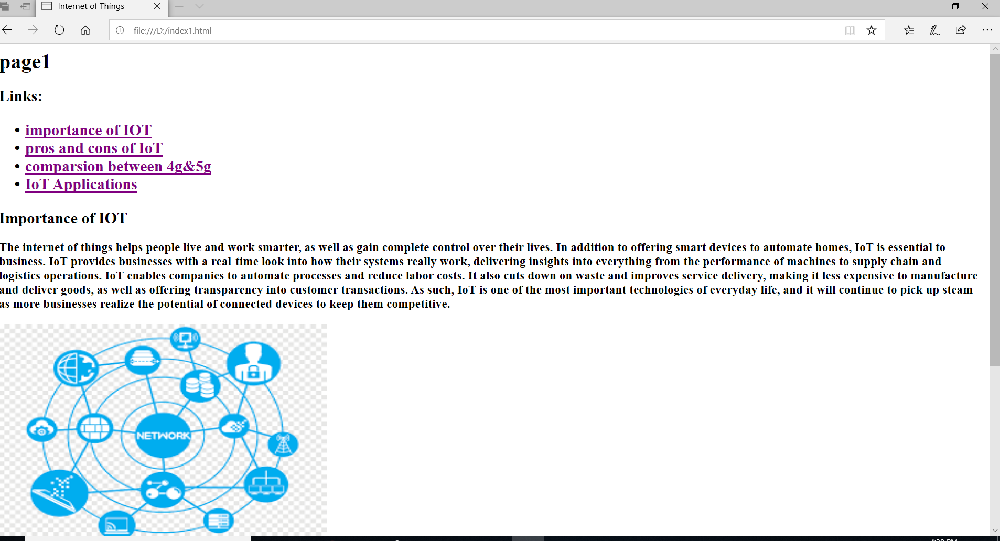 Internet of Things
file:///D:/index1.html
page1
Links:
• importance of IOT
• pros and cons of IoT
• comparsion between 4g&5g
• IoT Applications
Importance of IOT
The internet of things helps people live and work smarter, as well as gain complete control over their lives. In addition to offering smart devices to automate homes, IoT is essential to
business. IoT provides businesses with a real-time look into how their systems really work, delivering insights into everything from the performance of machines to supply chain and
logistics operations. IoT enables companies to automate processes and reduce labor costs. It also cuts down on waste and improves service delivery, making it less expensive to manufacture
and deliver goods, as well as offering transparency into customer transactions. As such, IoT is one of the most important technologies of everyday life, and it will continue to pick up steam
as more businesses realize the potential of connected devices to keep them competitive.
NETWORK